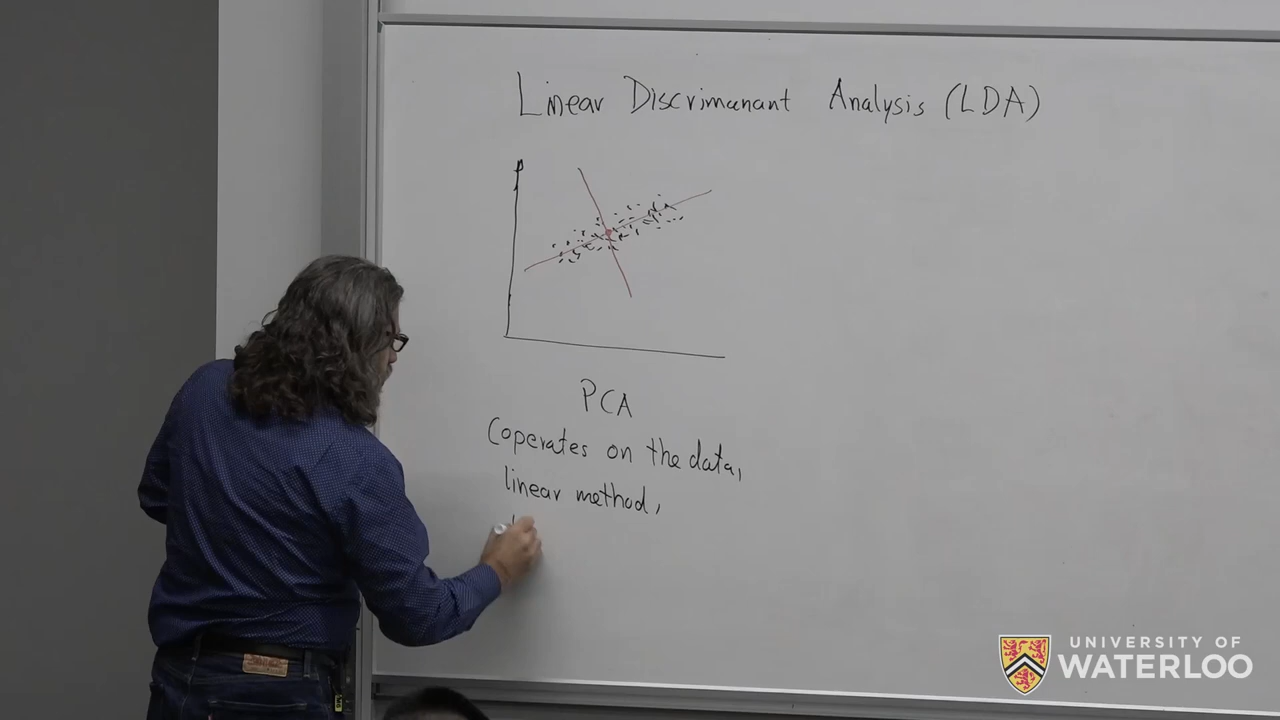 Linear Discrimanant Analysis (LDA)
PCA
(operates on the data,
linear method,
UNIVERSITY OF
WATERLOO